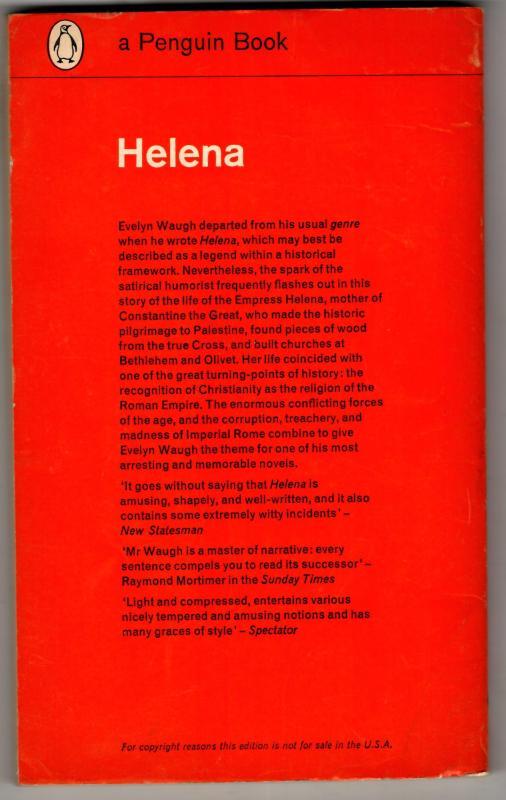 a Penguin Book
Helena
Evelyn Waugh departed from his usual genre
when he wrote Helena, which may best be
described as a legend within a historical
framework. Nevertheless, the spark of the
satirical humorist frequently flashes out in this
story of the life of the Empress Helena, mother of
Constantine the Great, who made the historic
pilgrimage to Palestine, found pieces of wood
from the true Cross, and built churches at
Bethlehem and Olivet. Her life coincided with
one of the great turning-points of history: the
recognition of Christianity as the religion of the
Roman Empire. The enormous conflicting forces
of the age, and the corruption, treachery, and
madness of Imperial Rome combine to give
Evelyn Waugh the theme for one of his most
arresting and memorable novels.
'It goes without saying that Helena is
amusing, shapely, and well-written, and it also
contains some extremely witty incidents' –
New Statesman
'Mr Waugh is a master of narrative: every
sentence compels you to read its successor' –
Raymond Mortimer in the Sunday Times
'Light and compressed, entertains various
nicely tempered and amusing notions and has
many graces of style' – Spectator
For copyright reasons this edition is not for sale in the U.S.A.